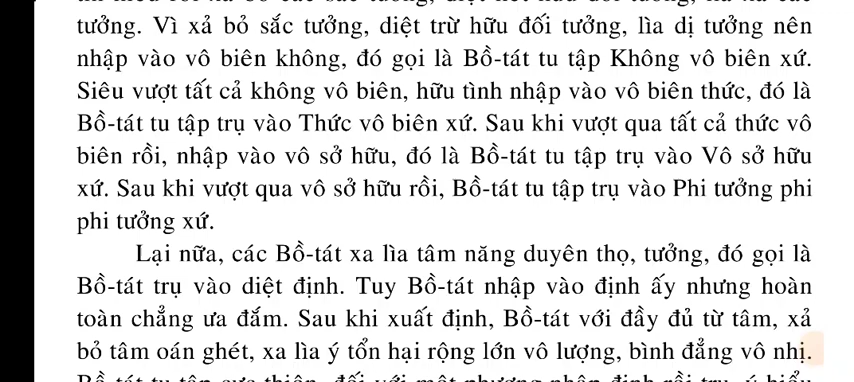 tưởng. Vì xả bỏ sắc tưởng, diệt trừ hữu đối tưởng, lìa dị tưởng nên
nhập vào vô biên không, đó gọi là Bồ-tát tu tập Không vô biên xứ.
Siêu vượt tất cả không vô biên, hữu tình nhập vào vô biên thức, đó là
Bồ-tát tu tập trụ vào Thức vô biên xứ. Sau khi vượt qua tất cả thức vô
biên rồi, nhập vào vô sở hữu, đó là Bồ-tát tu tập trụ vào Vô sở hữu
xứ. Sau khi vượt qua vô sở hữu rồi, Bồ-tát tu tập trụ vào Phi tưởng phi
phi tưởng xứ.
Lại nữa, các Bồ-tát xa lìa tâm năng duyên thọ, tưởng, đó gọi là
Bồ-tát trụ vào diệt định. Tuy Bồ-tát nhập vào định ấy nhưng hoàn
toàn chẳng ưa đắm. Sau khi xuất định, Bồ-tát với đầy đủ từ tâm, xả
bỏ tâm oán ghét, xa lìa ý tổn hại rộng lớn vô lượng, bình đẳng vô nhị.